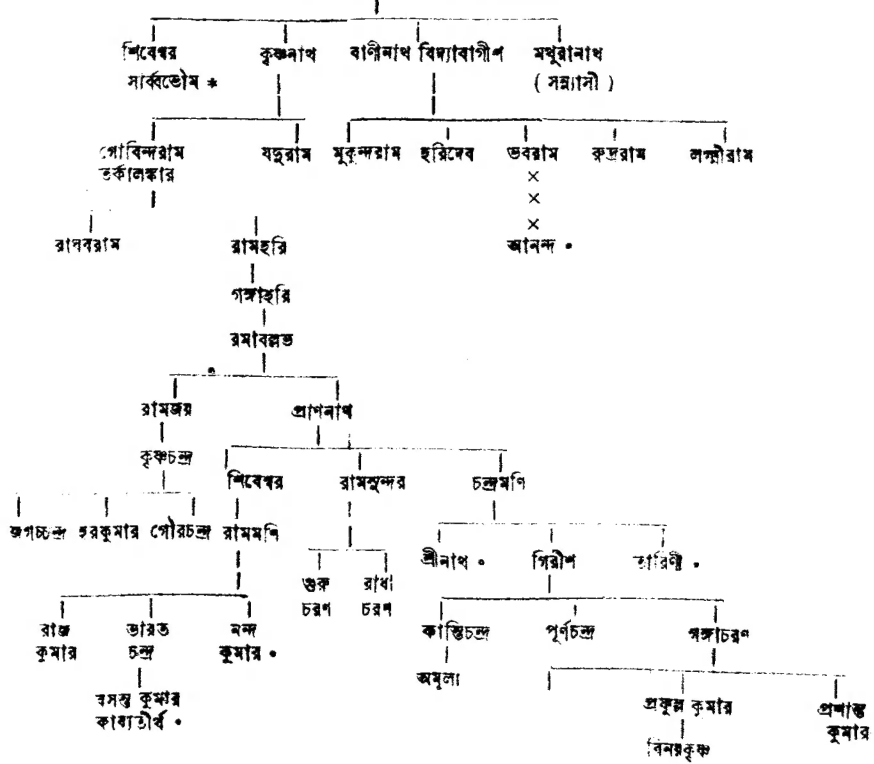 শিবেশ্বর কৃষ্ণনাথ বাণীনাথ বিদ্যাবাগীশ মথুরানাথ
সার্ব্বভৌম * ( সন্ন্যাসী )
গোবিন্দরাম যদুরাম মুকুন্দরাম হরিদেব ভবরাম রুদ্ররাম লক্ষ্মীরাম
তর্কালঙ্কার ×
×
×
রাঘবরাম রামহরি আনন্দ •
গঙ্গাহরি
রমাবল্লভ
রামজয় প্রাণনাথ
কৃষ্ণচন্দ্র
শিবেশ্বর রামসুন্দর চন্দ্রমণি
জগচ্চন্দ্র হরকুমার গৌরচন্দ্র রামমণি
শ্রীনাথ • গিরীশ তারিণী •
গুরু রাধা
চরণ চরণ
রাজ ভারত নন্দ কান্তিচন্দ্র পূর্ণচন্দ্র গঙ্গাচরণ
কুমার চন্দ্র কুমার •
অমূল্য
বসন্ত কুমার প্রফুল্ল কুমার প্রশান্ত
কাব্যতীর্থ • কুমার
বিনয়কৃষ্ণ